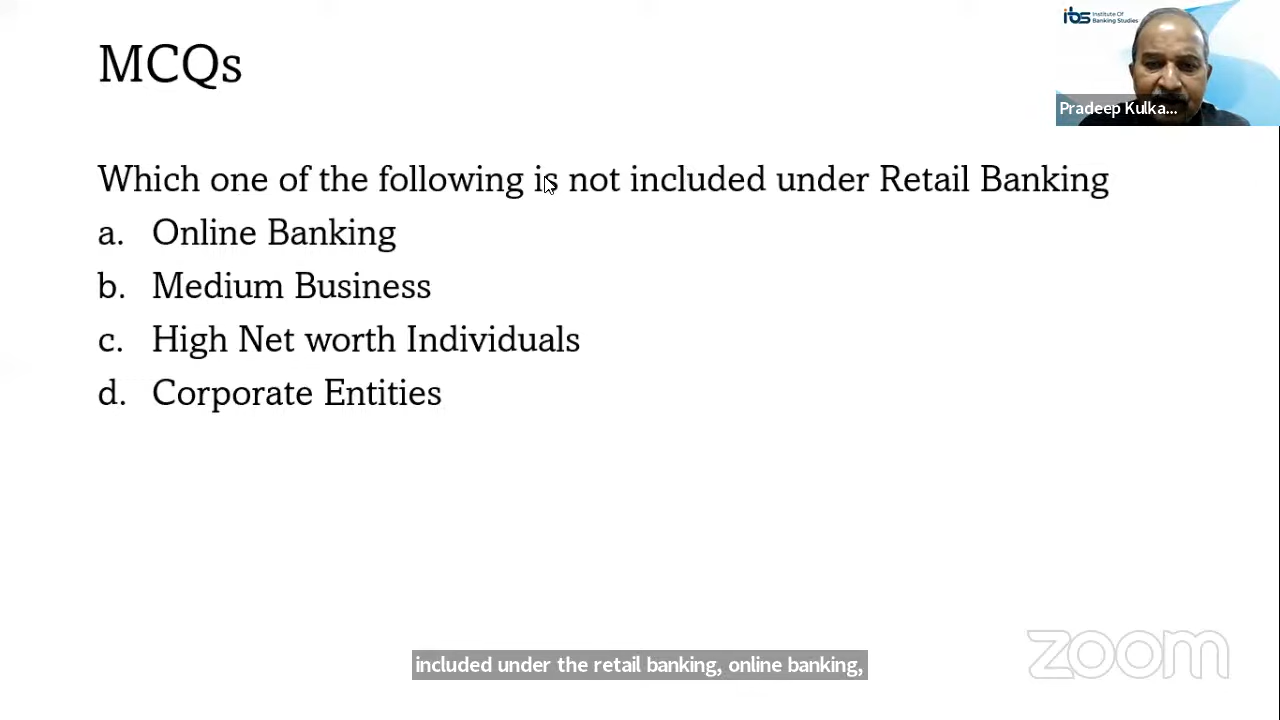 MCQs
ibs Institute Of
Banking Studies
Pradeep Kulka...
Which one of the following is not included under Retail Banking
a. Online Banking
b. Medium Business
c. High Net worth Individuals
d. Corporate Entities
included under the retail banking, online banking,
zoom